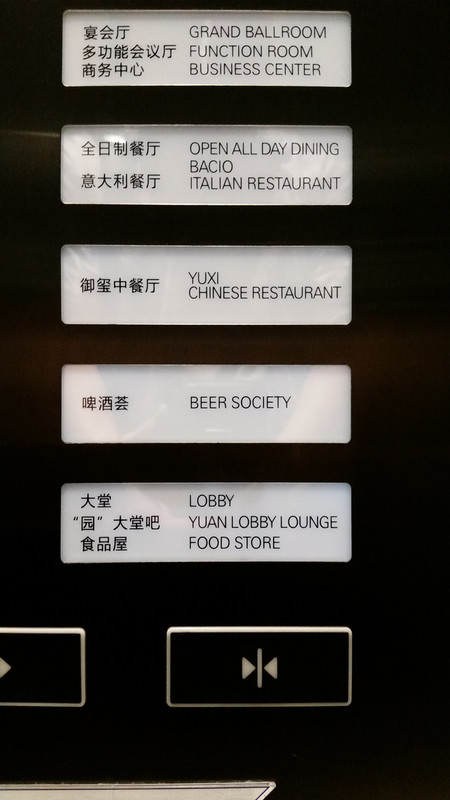 宴会厅 GRAND BALLROOM
多功能会议厅 FUNCTION ROOM
商务中心 BUSINESS CENTER
全日制餐厅 OPEN ALL DAY DINING
BACIO
意大利餐厅 ITALIAN RESTAURANT
御玺中餐厅 YUXI
CHINESE RESTAURANT
啤酒荟 BEER SOCIETY
大堂 LOBBY
“园”大堂吧 YUAN LOBBY LOUNGE
食品屋 FOOD STORE